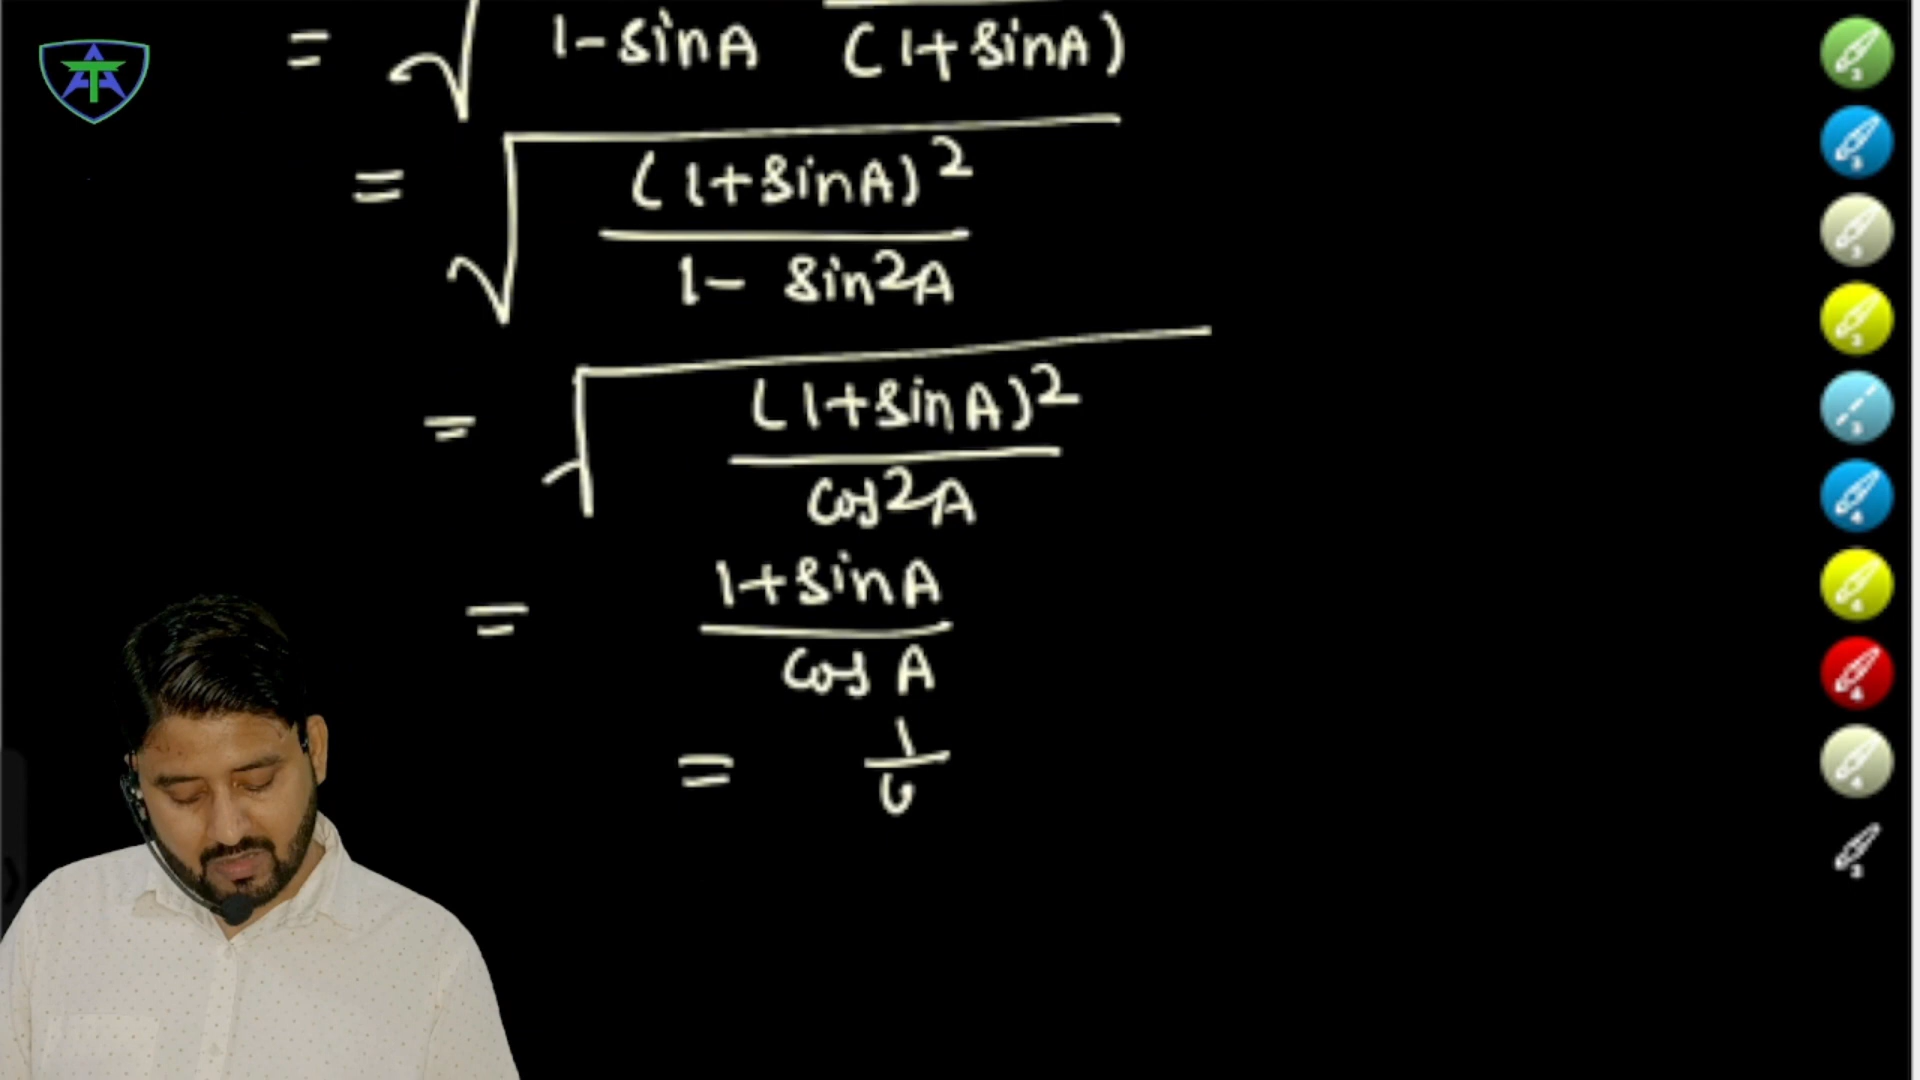 = √ 1-sinA (1+sinA)
= √ (1+sinA)²
1- sin²A
= √ (1+sinA)²
cos²A
= 1+sinA
cos A
= 1